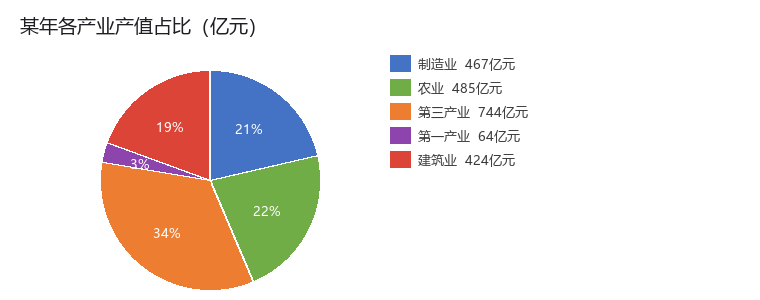 某年各产业产值占比（亿元）
制造业 467亿元
农业 485亿元
第三产业 744亿元
第一产业 64亿元
建筑业 424亿元
19%
21%
3%
22%
34%